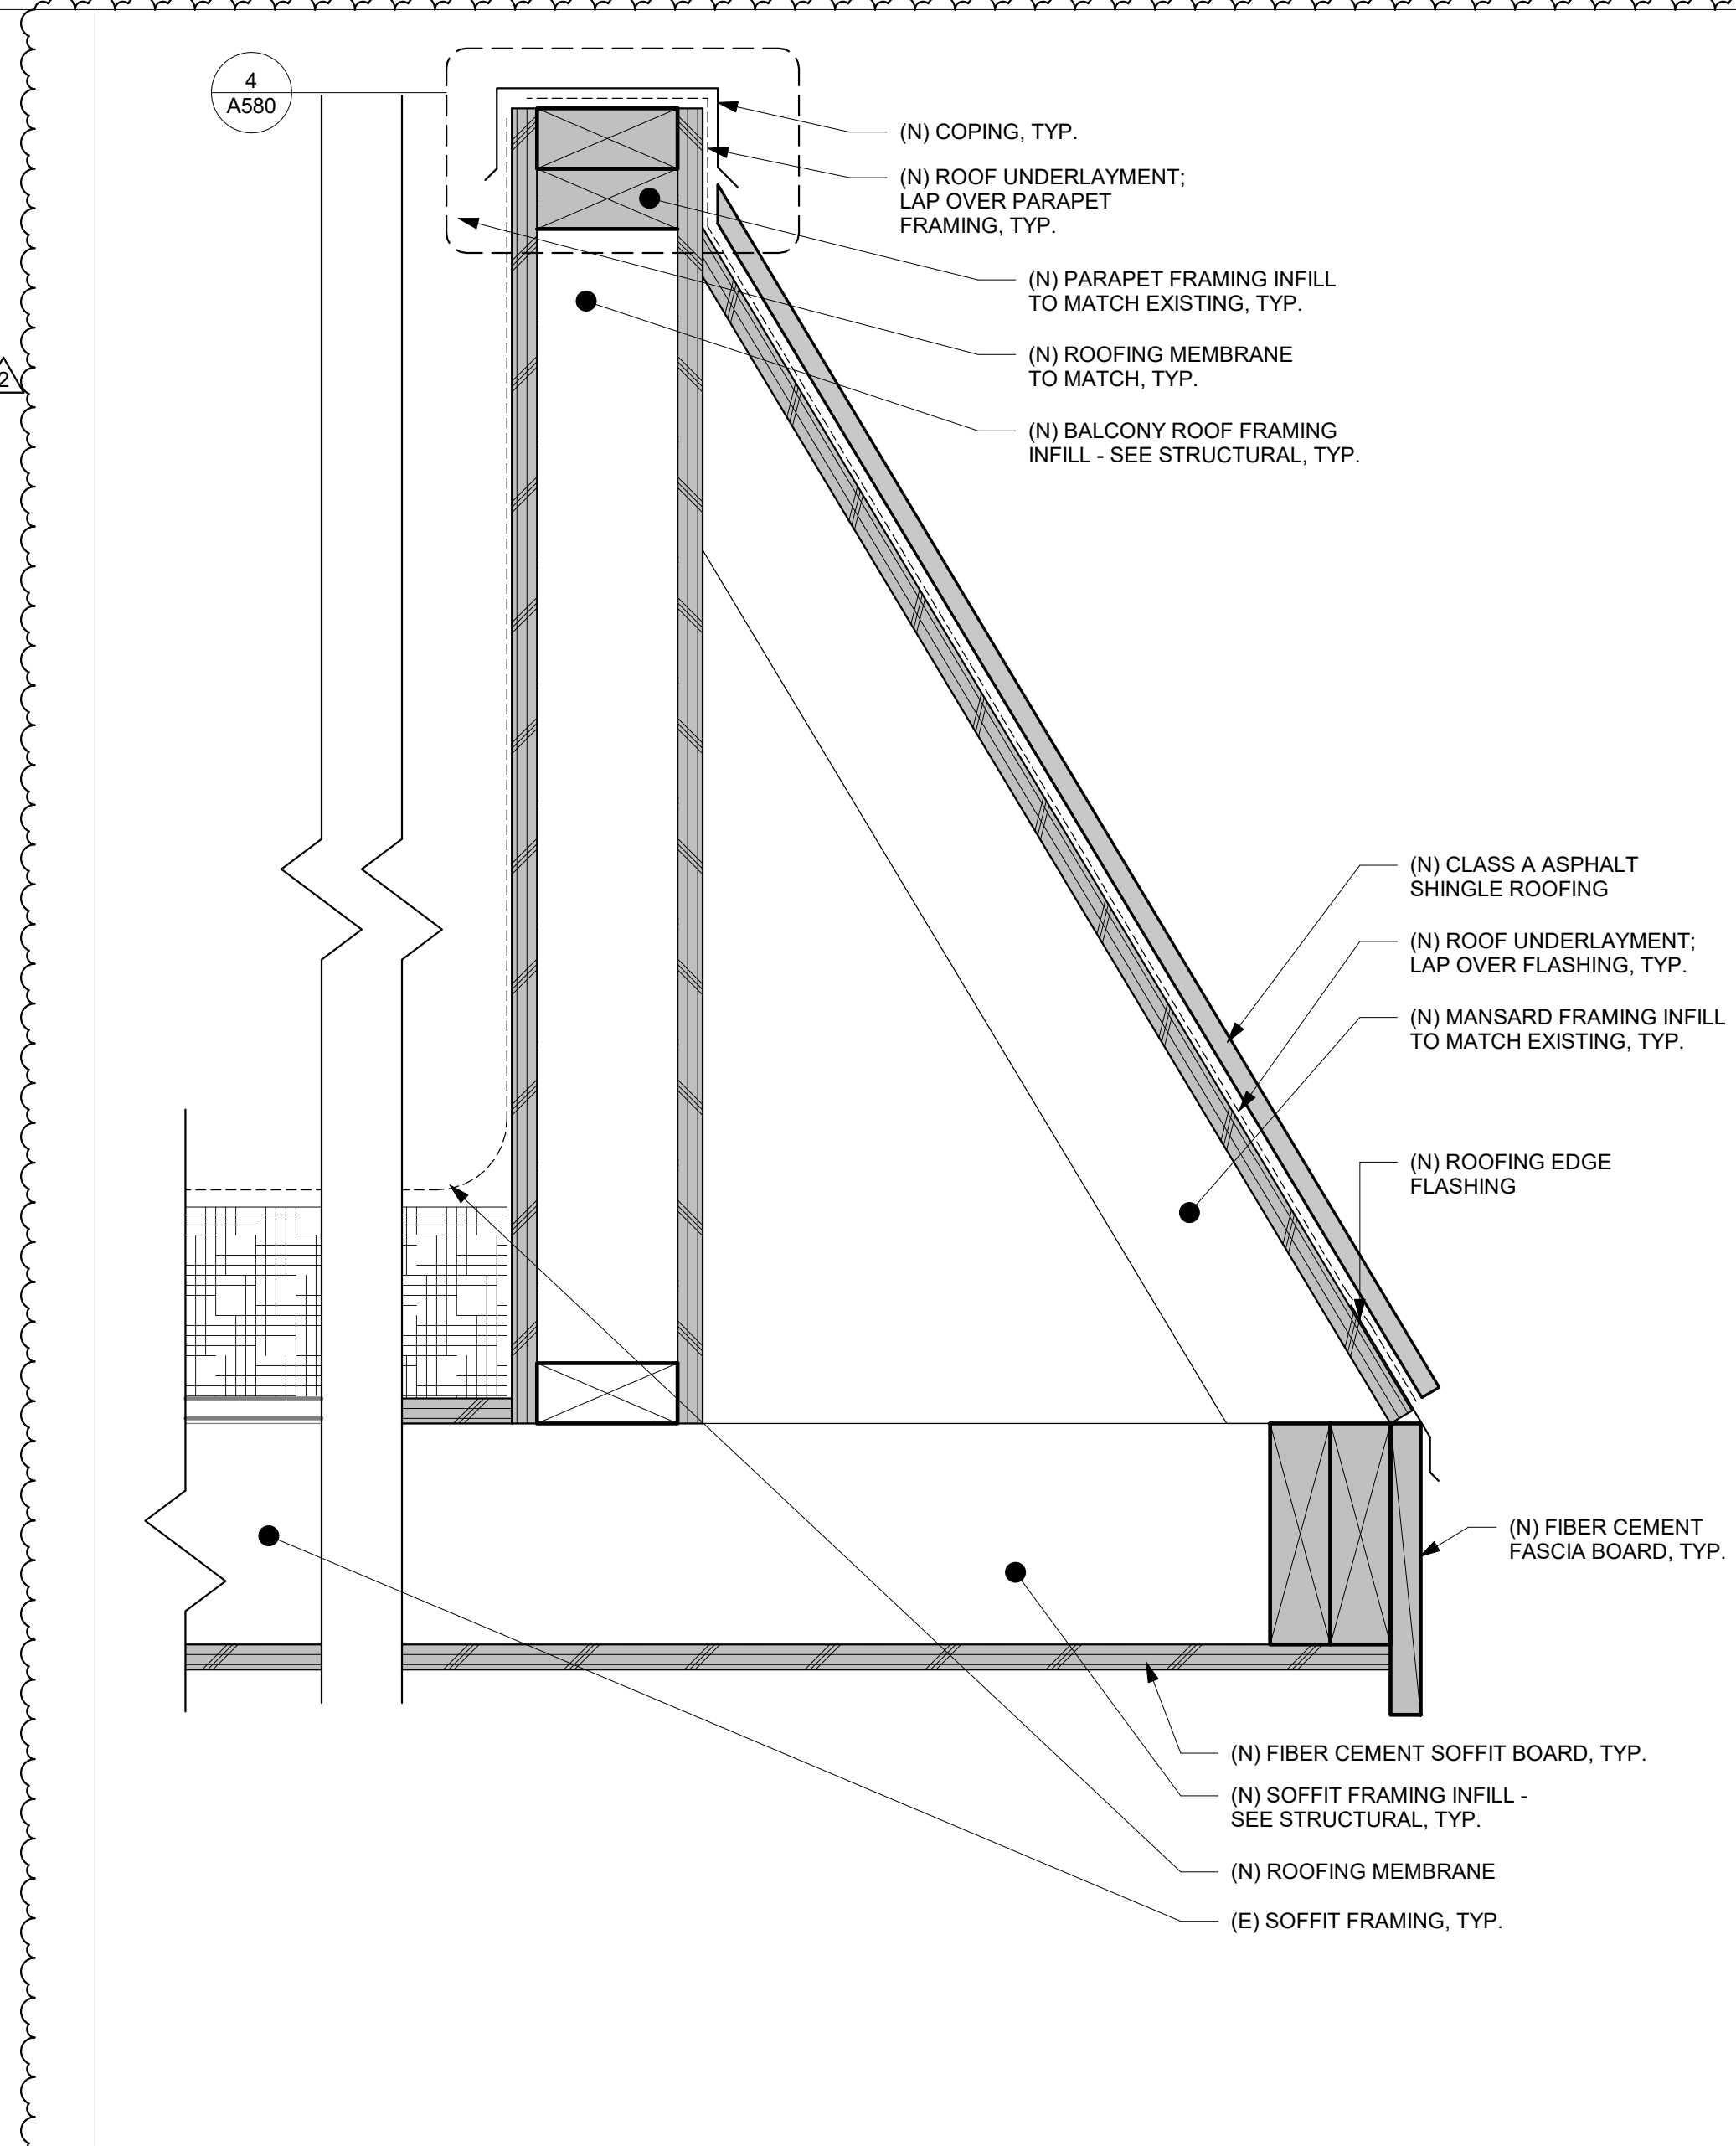 4
A580
(N) COPING, TYP.
(N) ROOF UNDERLAYMENT;
LAP OVER PARAPET
FRAMING, TYP.
(N) PARAPET FRAMING INFILL
TO MATCH EXISTING, TYP.
(N) ROOFING MEMBRANE
TO MATCH, TYP.
2
(N) BALCONY ROOF FRAMING
INFILL - SEE STRUCTURAL, TYP.
(N) CLASS A ASPHALT
SHINGLE ROOFING
(N) ROOF UNDERLAYMENT;
LAP OVER FLASHING, TYP.
(N) MANSARD FRAMING INFILL
TO MATCH EXISTING, TYP.
(N) ROOFING EDGE
FLASHING
(N) FIBER CEMENT
FASCIA BOARD, TYP.
(N) FIBER CEMENT SOFFIT BOARD, TYP.
(N) SOFFIT FRAMING INFILL -
SEE STRUCTURAL, TYP.
(N) ROOFING MEMBRANE
(E) SOFFIT FRAMING, TYP.